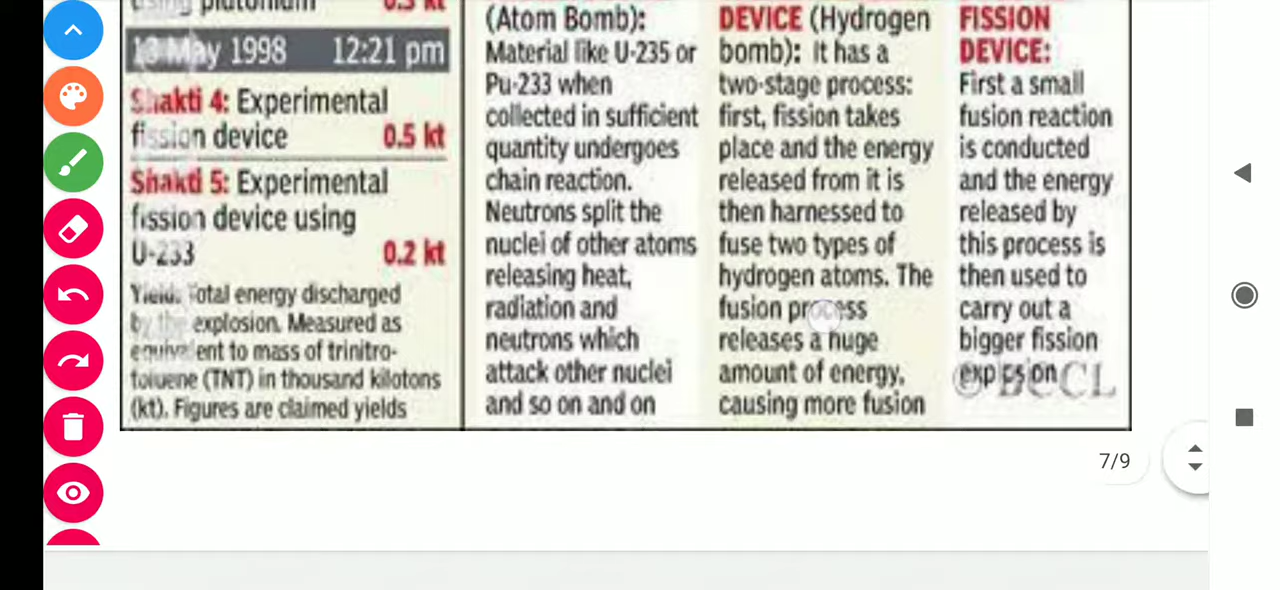 using plutonium 0.3 kt
13 May 1998 12:21 pm
Shakti 4: Experimental
fission device 0.5 kt
Shakti 5: Experimental
fission device using
U-233 0.2 kt
Yield: Total energy discharged
by the explosion. Measured as
equivalent to mass of trinitro-
toluene (TNT) in thousand kilotons
(kt). Figures are claimed yields
(Atom Bomb):
Material like U-235 or
Pu-233 when
collected in sufficient
quantity undergoes
chain reaction.
Neutrons split the
nuclei of other atoms
releasing heat,
radiation and
neutrons which
attack other nuclei
and so on and on
DEVICE (Hydrogen
bomb): It has a
two-stage process:
first, fission takes
place and the energy
released from it is
then harnessed to
fuse two types of
hydrogen atoms. The
fusion process
releases a huge
amount of energy,
causing more fusion
FISSION
DEVICE:
First a small
fusion reaction
is conducted
and the energy
released by
this process is
then used to
carry out a
bigger fission
explosion
© BCCL
7/9